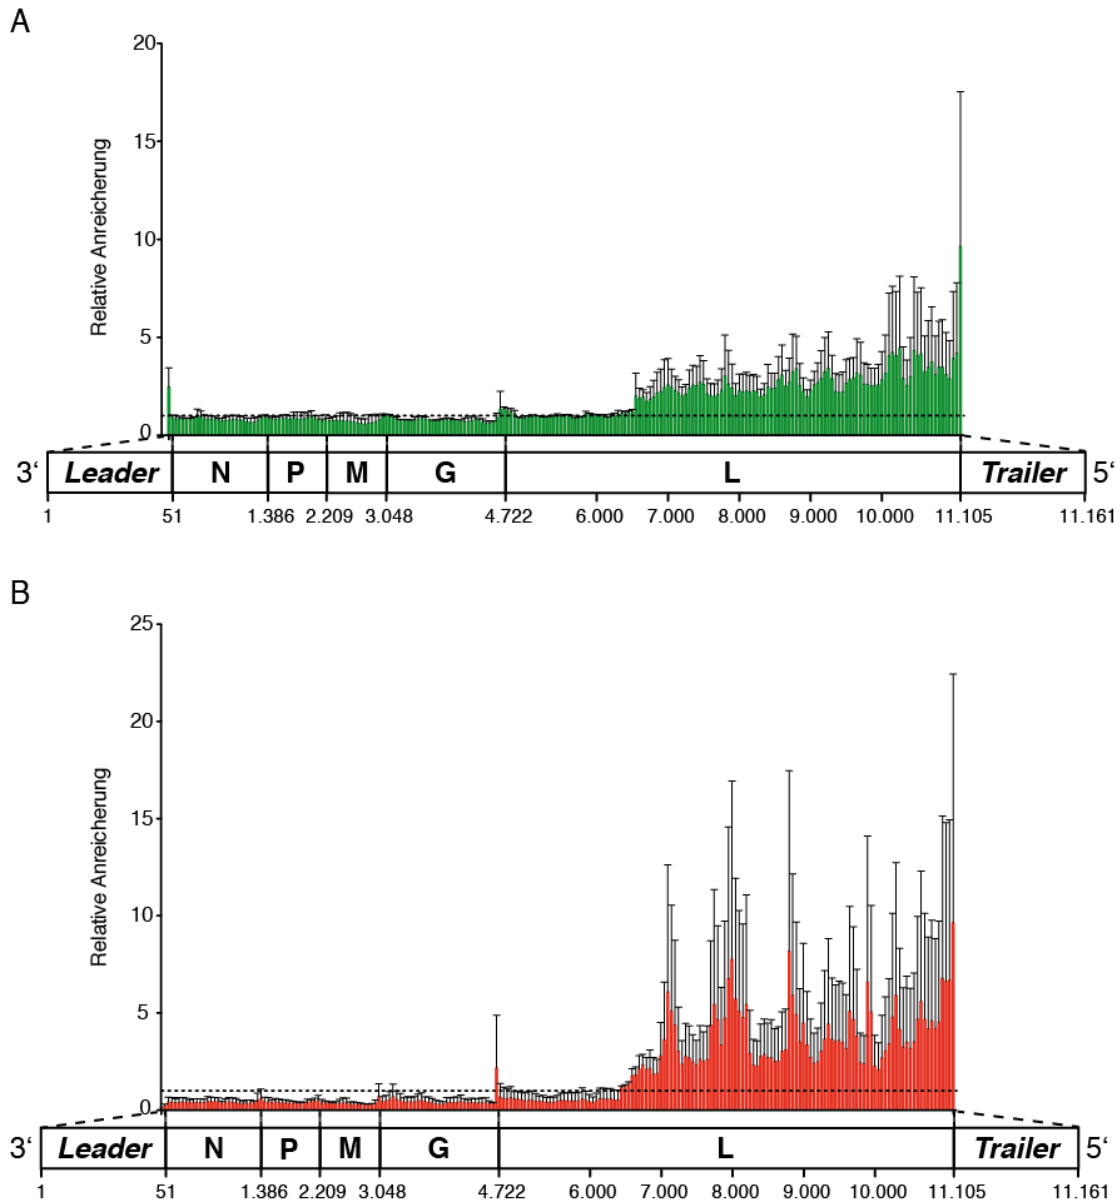 A
20
15
10
5
0
Relative Anreicherung
3‘ Leader N P M G L Trailer 5‘
1 51 1.386 2.209 3.048 4.722 6.000 7.000 8.000 9.000 10.000 11.105 11.161
B
25
20
15
10
5
0
Relative Anreicherung
3‘ Leader N P M G L Trailer 5‘
1 51 1.386 2.209 3.048 4.722 6.000 7.000 8.000 9.000 10.000 11.105 11.161